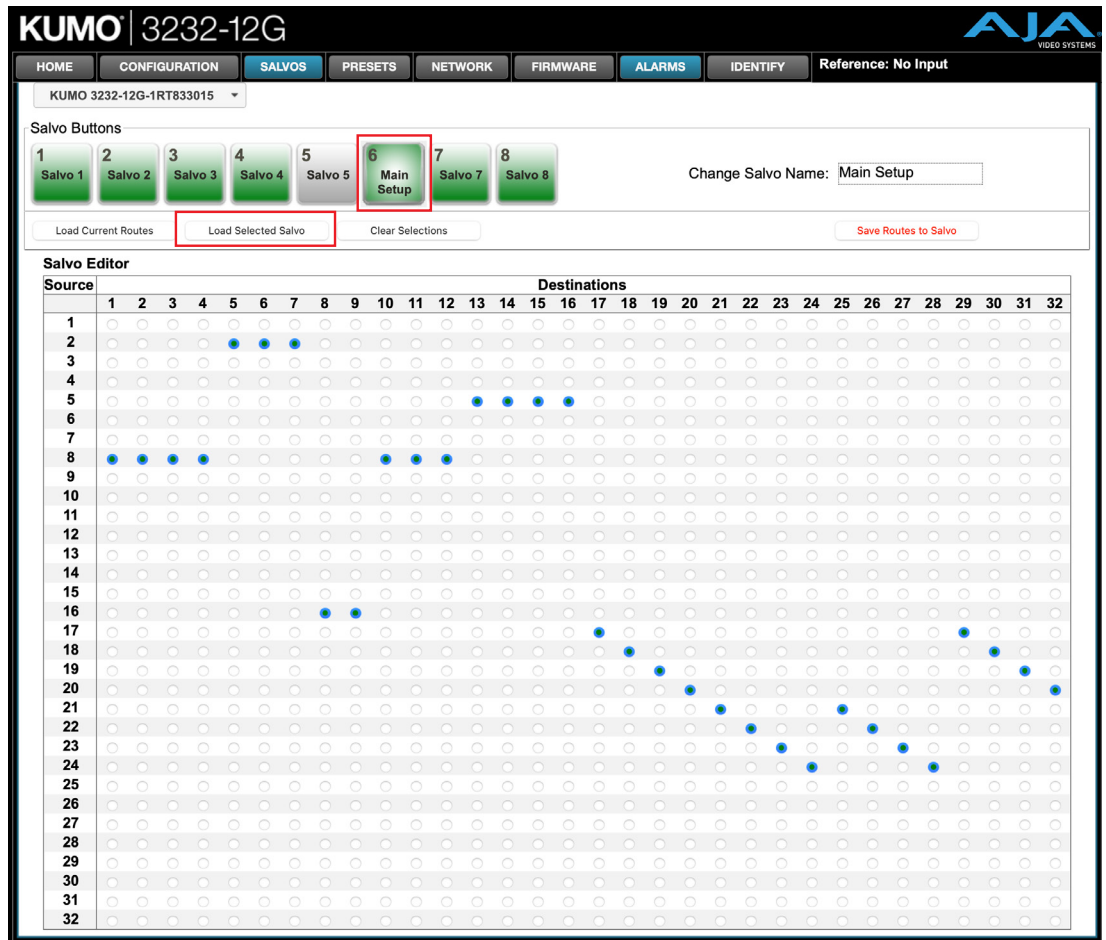 KUMO® 3232-12G
AJA
VIDEO SYSTEMS
HOME CONFIGURATION SALVOS PRESETS NETWORK FIRMWARE ALARMS IDENTIFY Reference: No Input
KUMO 3232-12G-1RT833015
Salvo Buttons
1 2 3 4 5 6 7 8
Salvo 1 Salvo 2 Salvo 3 Salvo 4 Salvo 5 Main Setup Salvo 7 Salvo 8
Change Salvo Name: Main Setup
Load Current Routes Load Selected Salvo Clear Selections Save Routes to Salvo
Salvo Editor
Source Destinations
1 2 3 4 5 6 7 8 9 10 11 12 13 14 15 16 17 18 19 20 21 22 23 24 25 26 27 28 29 30 31 32
1
2
3
4
5
6
7
8
9
10
11
12
13
14
15
16
17
18
19
20
21
22
23
24
25
26
27
28
29
30
31
32